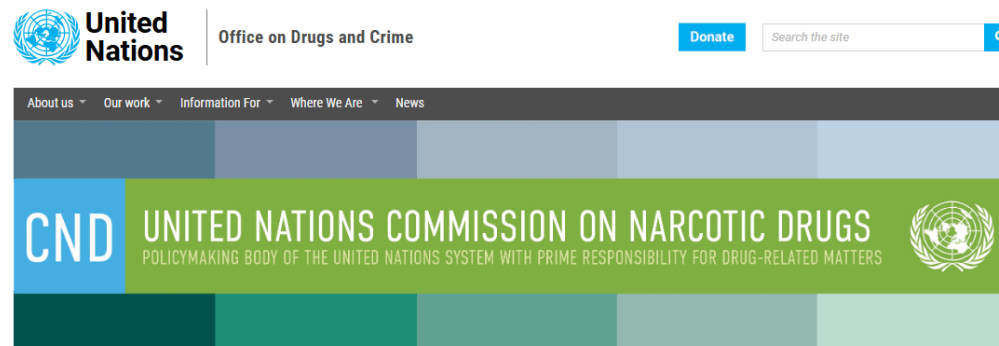 United
Nations
Office on Drugs and Crime
Donate
Search the site
About us
Our work
Information For
Where We Are
News
CND
UNITED NATIONS COMMISSION ON NARCOTIC DRUGS
POLICYMAKING BODY OF THE UNITED NATIONS SYSTEM WITH PRIME RESPONSIBILITY FOR DRUG-RELATED MATTERS